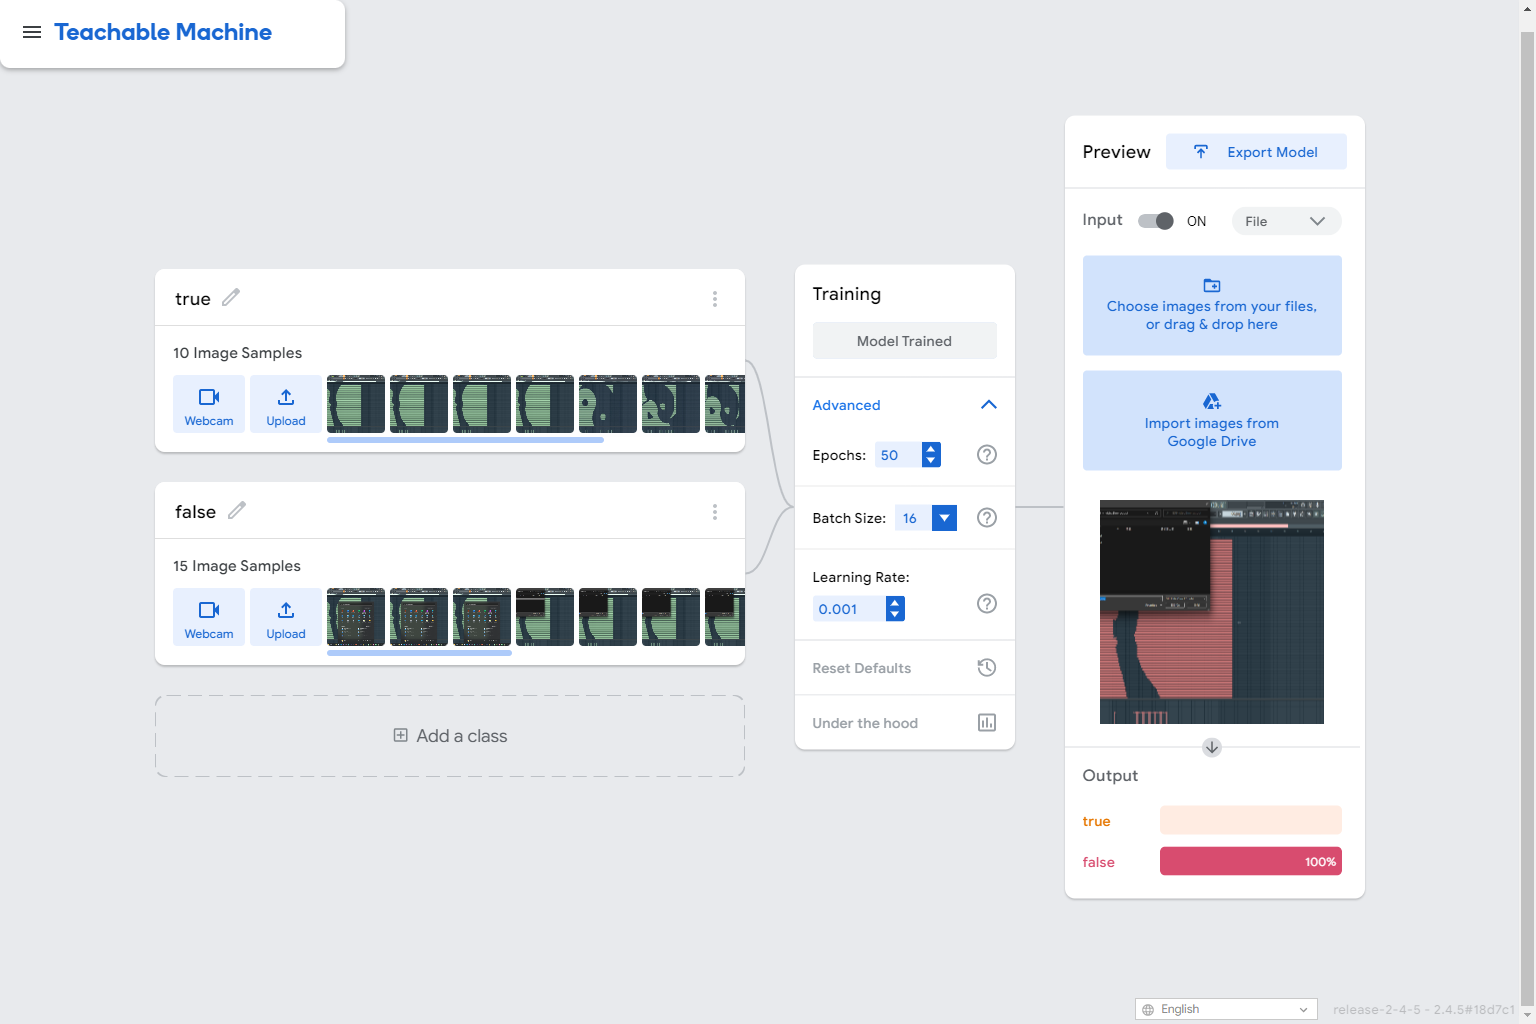 Teachable Machine
Preview
Export Model
Input
ON
File
Choose images from your files,
or drag & drop here
Import images from
Google Drive
true
10 Image Samples
Webcam
Upload
false
15 Image Samples
Webcam
Upload
Add a class
Training
Model Trained
Advanced
Epochs:
50
Batch Size:
16
Learning Rate:
0.001
Reset Defaults
Under the hood
Output
true
false
100%
English
release-2-4-5 - 2.4.5#18d7c1